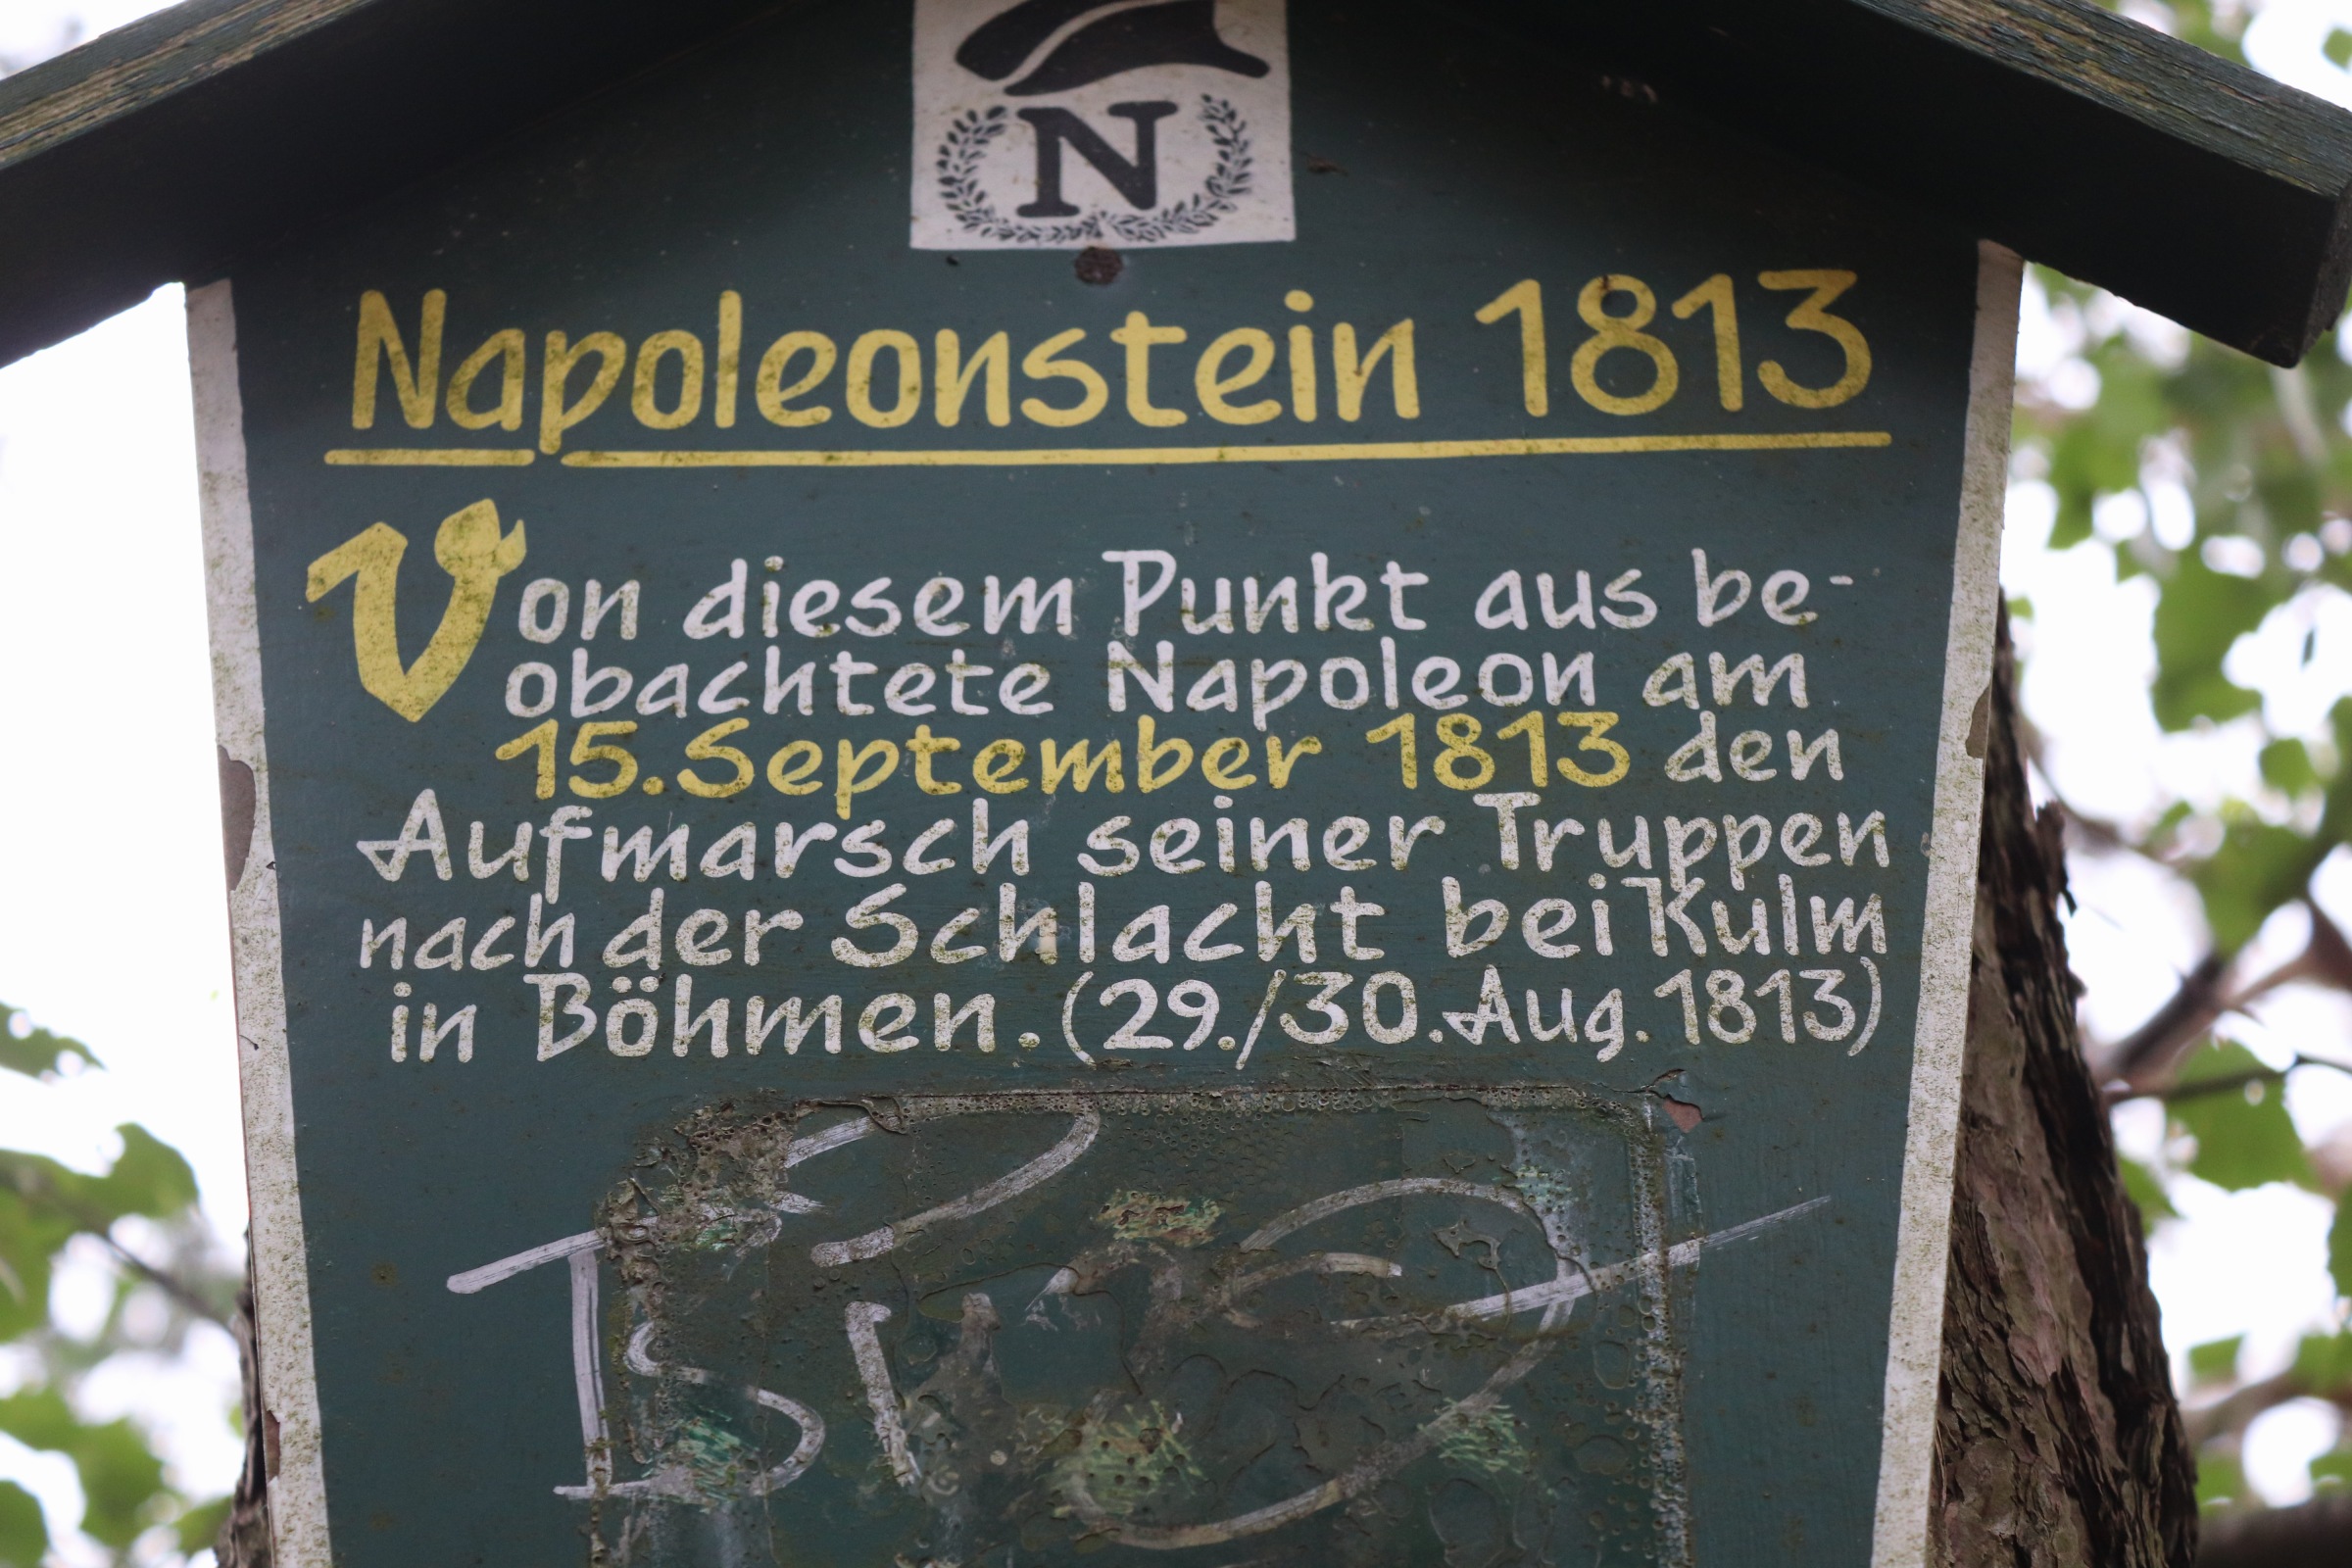 N
Napoleonstein 1813
Von diesem Punkt aus be-
obachtete Napoleon am
15. September 1813 den
Aufmarsch seiner Truppen
nach der Schlacht bei Kulm
in Böhmen. (29./30. Aug. 1813)